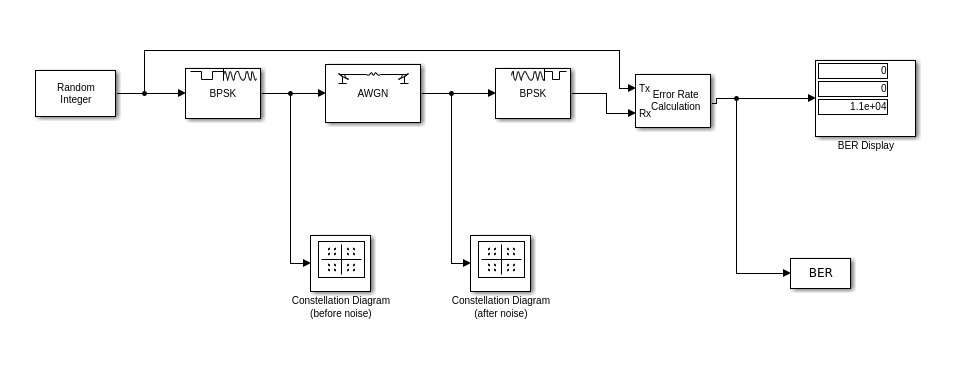 Random
Integer
BPSK
AWGN
BPSK
Tx
Rx
Error Rate
Calculation
0
0
1.1e+04
BER Display
Constellation Diagram
(before noise)
Constellation Diagram
(after noise)
BER